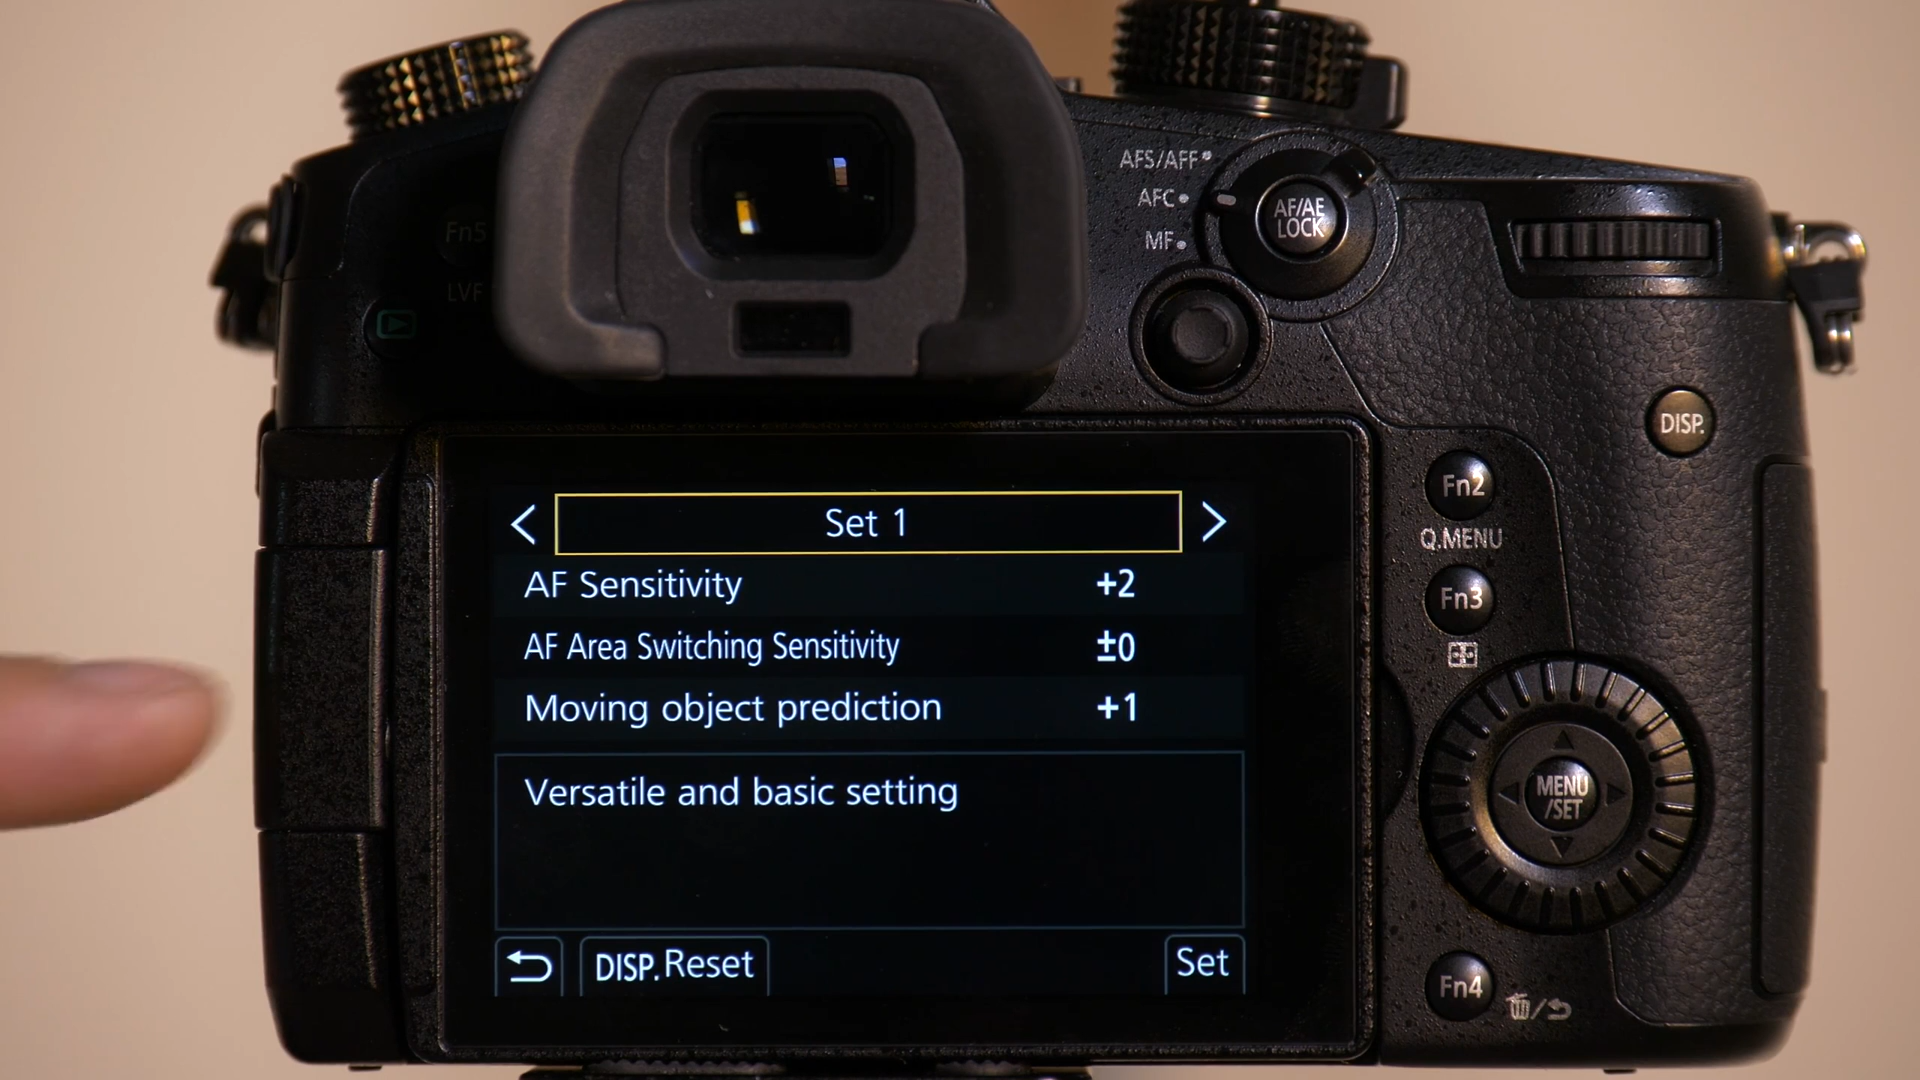 AFS/AFF
AFC
MF
AF/AE
LOCK
Fn5
LVF
DISP.
Fn2
Q.MENU
Fn3
MENU
/SET
Fn4
Set 1
AF Sensitivity +2
AF Area Switching Sensitivity ±0
Moving object prediction +1
Versatile and basic setting
DISP. Reset
Set